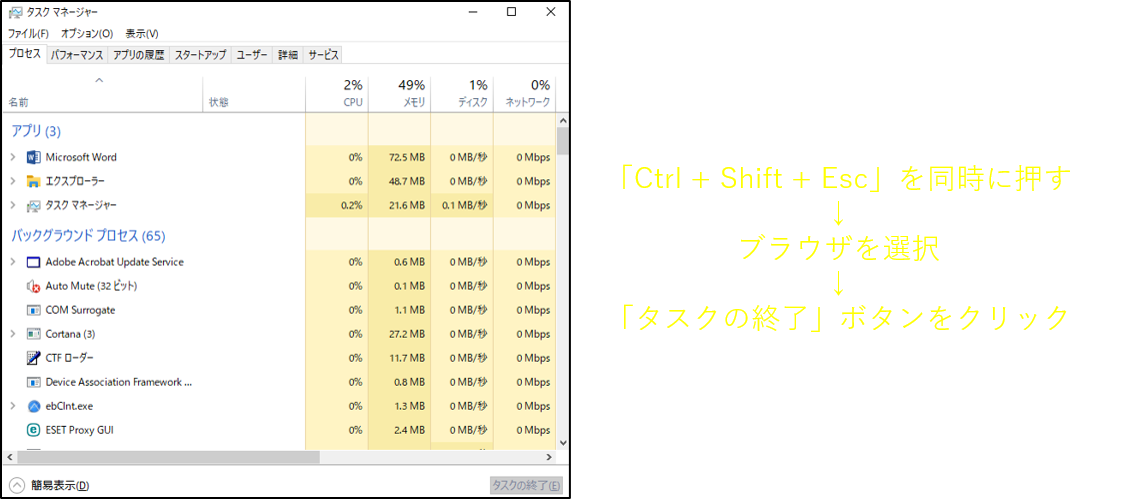 タスク マネージャー
ファイル(F) オプション(O) 表示(V)
プロセス パフォーマンス アプリの履歴 スタートアップ ユーザー 詳細 サービス
2% 49% 1% 0%
名前 状態 CPU メモリ ディスク ネットワーク
アプリ (3)
Microsoft Word 0% 72.5 MB 0 MB/秒 0 Mbps
エクスプローラー 0% 48.7 MB 0 MB/秒 0 Mbps
タスク マネージャー 0.2% 21.6 MB 0.1 MB/秒 0 Mbps
バックグラウンド プロセス (65)
Adobe Acrobat Update Service 0% 0.6 MB 0 MB/秒 0 Mbps
Auto Mute (32 ビット) 0% 0.1 MB 0 MB/秒 0 Mbps
COM Surrogate 0% 1.1 MB 0 MB/秒 0 Mbps
Cortana (3) 0% 27.2 MB 0 MB/秒 0 Mbps
CTF ローダー 0% 11.7 MB 0 MB/秒 0 Mbps
Device Association Framework ... 0% 0.8 MB 0 MB/秒 0 Mbps
ebClnt.exe 0% 1.3 MB 0 MB/秒 0 Mbps
ESET Proxy GUI 0% 2.4 MB 0 MB/秒 0 Mbps
簡易表示(D) タスクの終了(E)
「Ctrl + Shift + Esc」を同時に押す
↓
ブラウザを選択
↓
「タスクの終了」ボタンをクリック